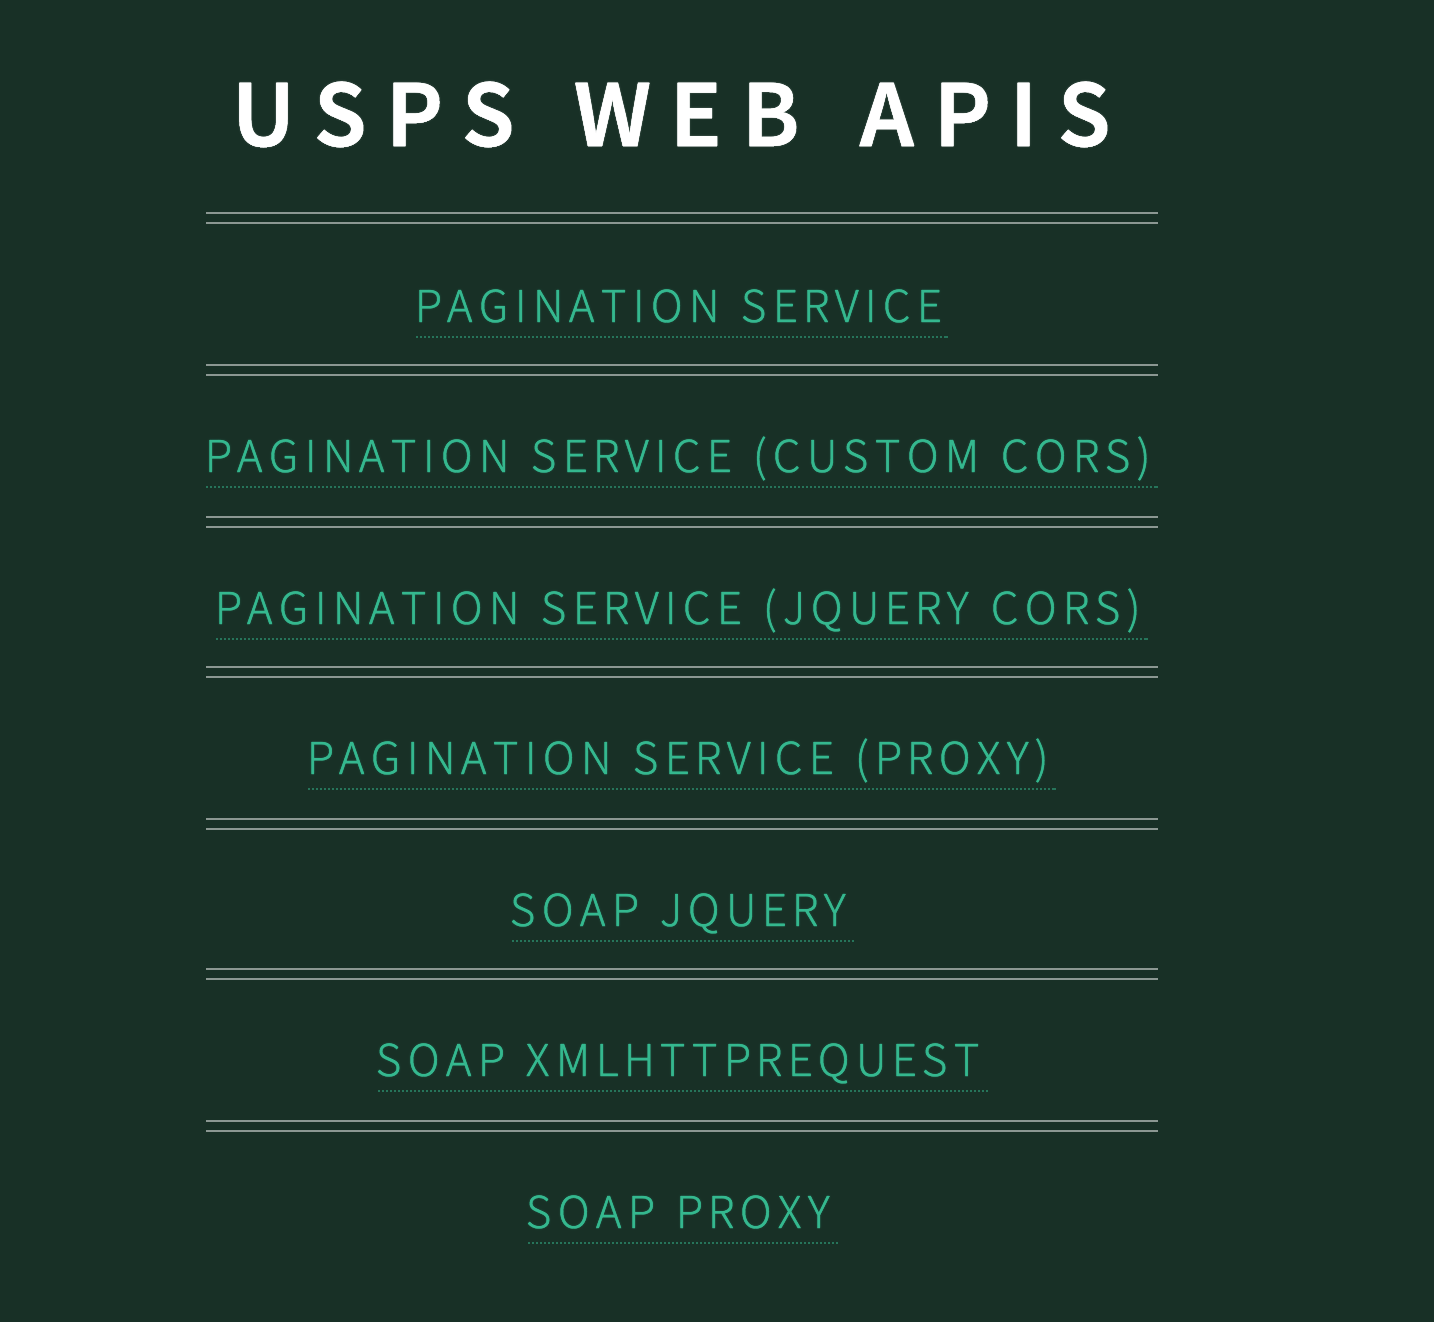 USPS WEB APIS
PAGINATION SERVICE
PAGINATION SERVICE (CUSTOM CORS)
PAGINATION SERVICE (JQUERY CORS)
PAGINATION SERVICE (PROXY)
SOAP JQUERY
SOAP XMLHTTPREQUEST
SOAP PROXY